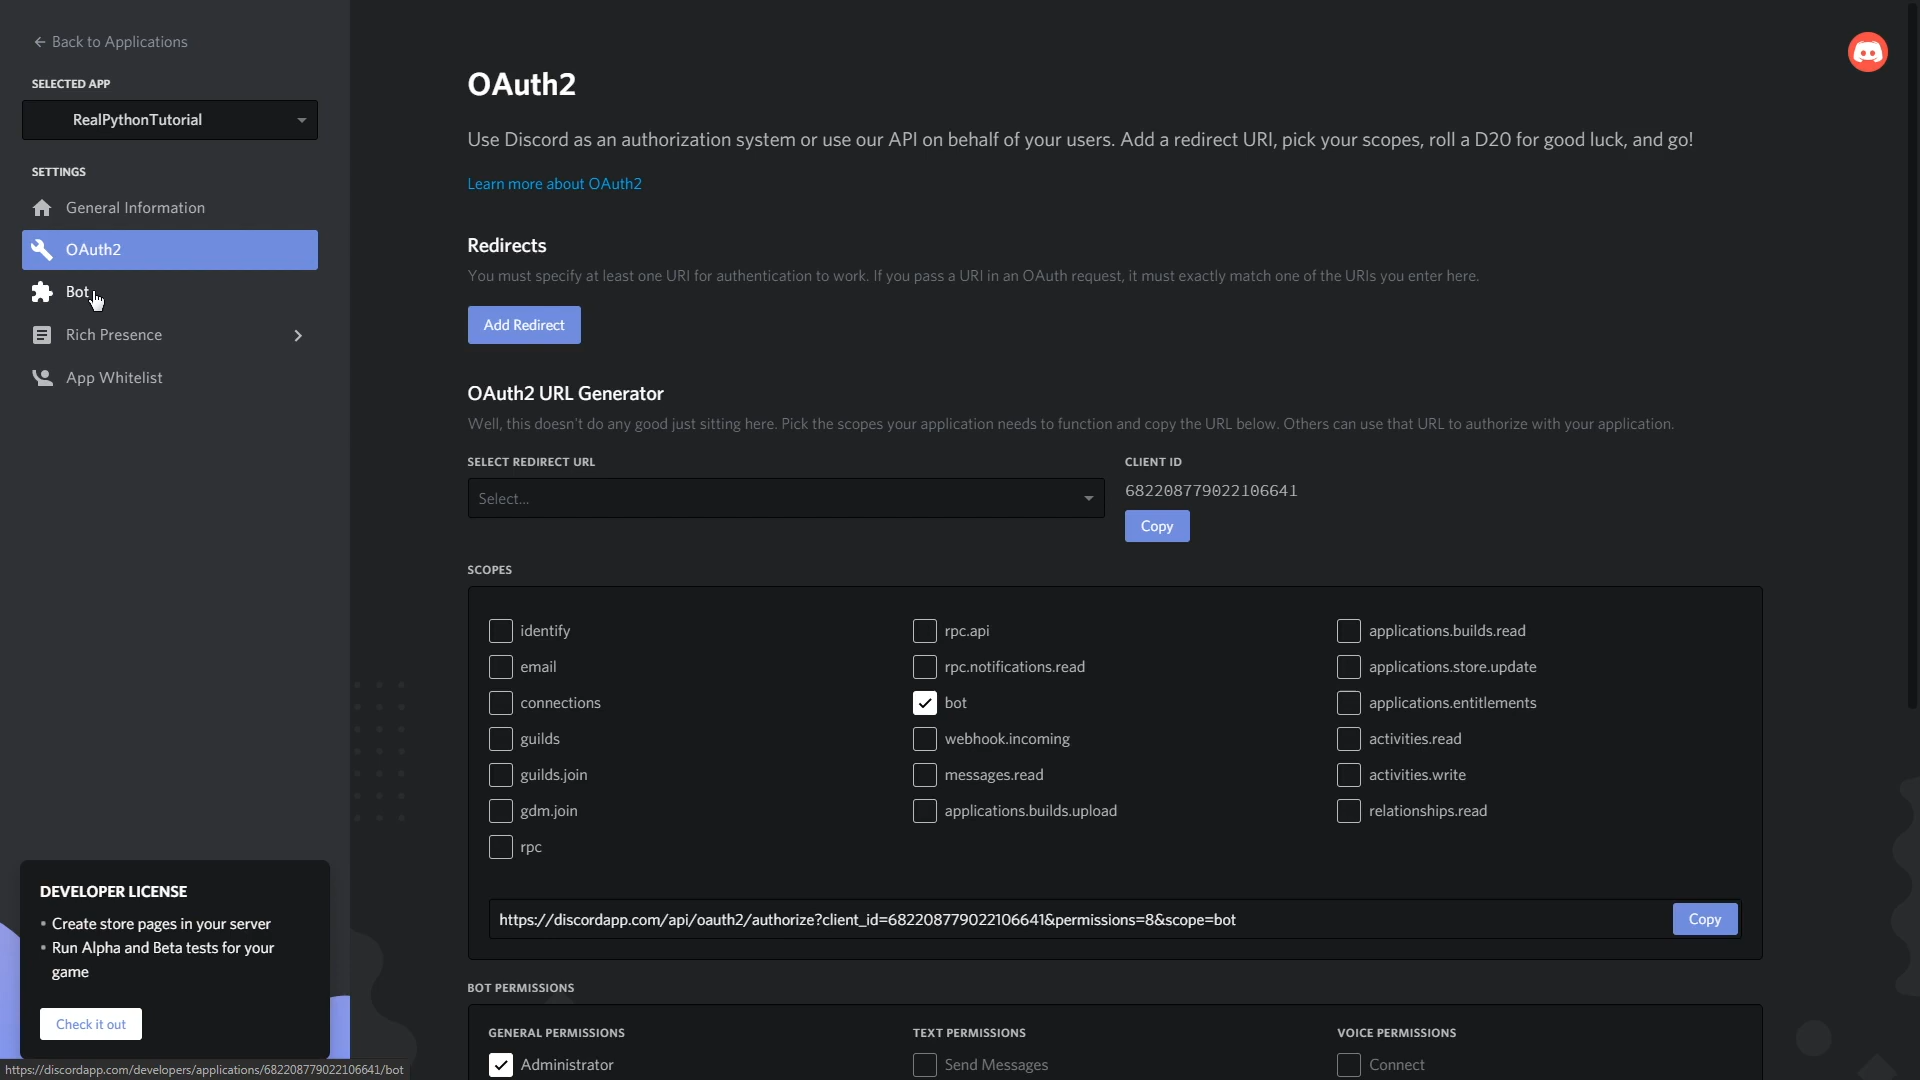 ← Back to Applications
SELECTED APP
RealPythonTutorial
SETTINGS
General Information
OAuth2
Bot
Rich Presence
App Whitelist
DEVELOPER LICENSE
• Create store pages in your server
• Run Alpha and Beta tests for your
game
Check it out
https://discordapp.com/developers/applications/682208779022106641/bot
OAuth2
Use Discord as an authorization system or use our API on behalf of your users. Add a redirect URI, pick your scopes, roll a D20 for good luck, and go!
Learn more about OAuth2
Redirects
You must specify at least one URI for authentication to work. If you pass a URI in an OAuth request, it must exactly match one of the URIs you enter here.
Add Redirect
OAuth2 URL Generator
Well, this doesn't do any good just sitting here. Pick the scopes your application needs to function and copy the URL below. Others can use that URL to authorize with your application.
SELECT REDIRECT URL
Select...
CLIENT ID
682208779022106641
Copy
SCOPES
identify
email
connections
guilds
guilds.join
gdm.join
rpc
rpc.api
rpc.notifications.read
bot
webhook.incoming
messages.read
applications.builds.upload
applications.builds.read
applications.store.update
applications.entitlements
activities.read
activities.write
relationships.read
https://discordapp.com/api/oauth2/authorize?client_id=682208779022106641&permissions=8&scope=bot
Copy
BOT PERMISSIONS
GENERAL PERMISSIONS
Administrator
TEXT PERMISSIONS
Send Messages
VOICE PERMISSIONS
Connect